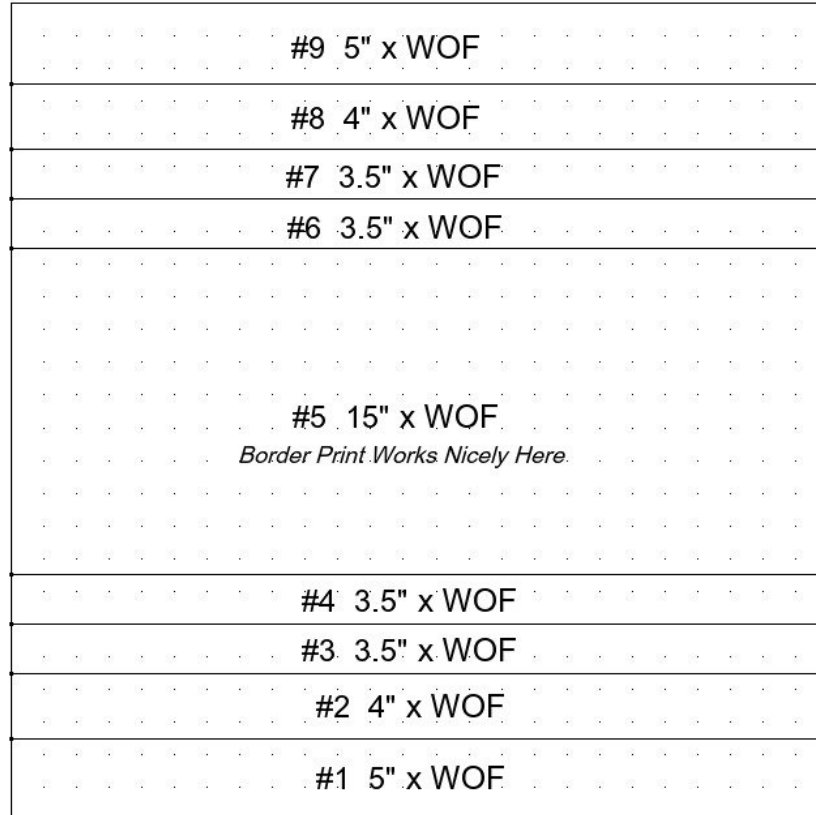 #9 5" x WOF
#8 4" x WOF
#7 3.5" x WOF
#6 3.5" x WOF
#5 15" x WOF
Border Print Works Nicely Here
#4 3.5" x WOF
#3 3.5" x WOF
#2 4" x WOF
#1 5" x WOF